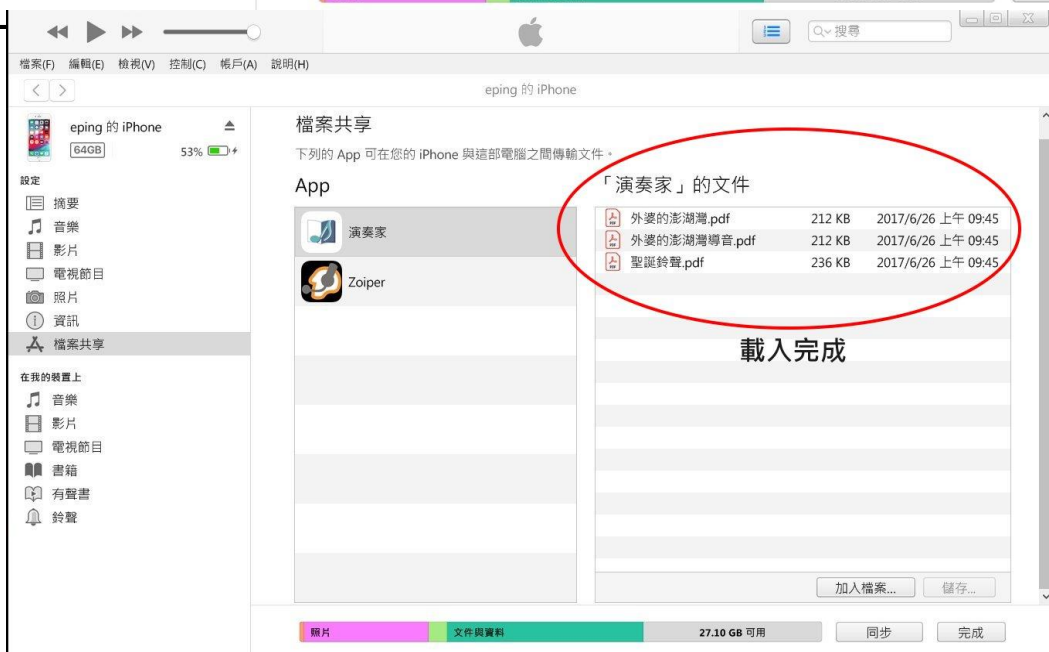 搜尋
檔案(F) 編輯(E) 檢視(V) 控制(C) 帳戶(A) 說明(H)
eping 的 iPhone
eping 的 iPhone
64GB 53%
設定
摘要
音樂
影片
電視節目
照片
資訊
檔案共享
在我的裝置上
音樂
影片
電視節目
書籍
有聲書
鈴聲
檔案共享
下列的 App 可在您的 iPhone 與這部電腦之間傳輸文件。
App
演奏家
Zoiper
「演奏家」的文件
外婆的澎湖灣.pdf 212 KB 2017/6/26 上午 09:45
外婆的澎湖灣導音.pdf 212 KB 2017/6/26 上午 09:45
聖誕鈴聲.pdf 236 KB 2017/6/26 上午 09:45
載入完成
加入檔案... 儲存...
照片 文件與資料 27.10 GB 可用 同步 完成